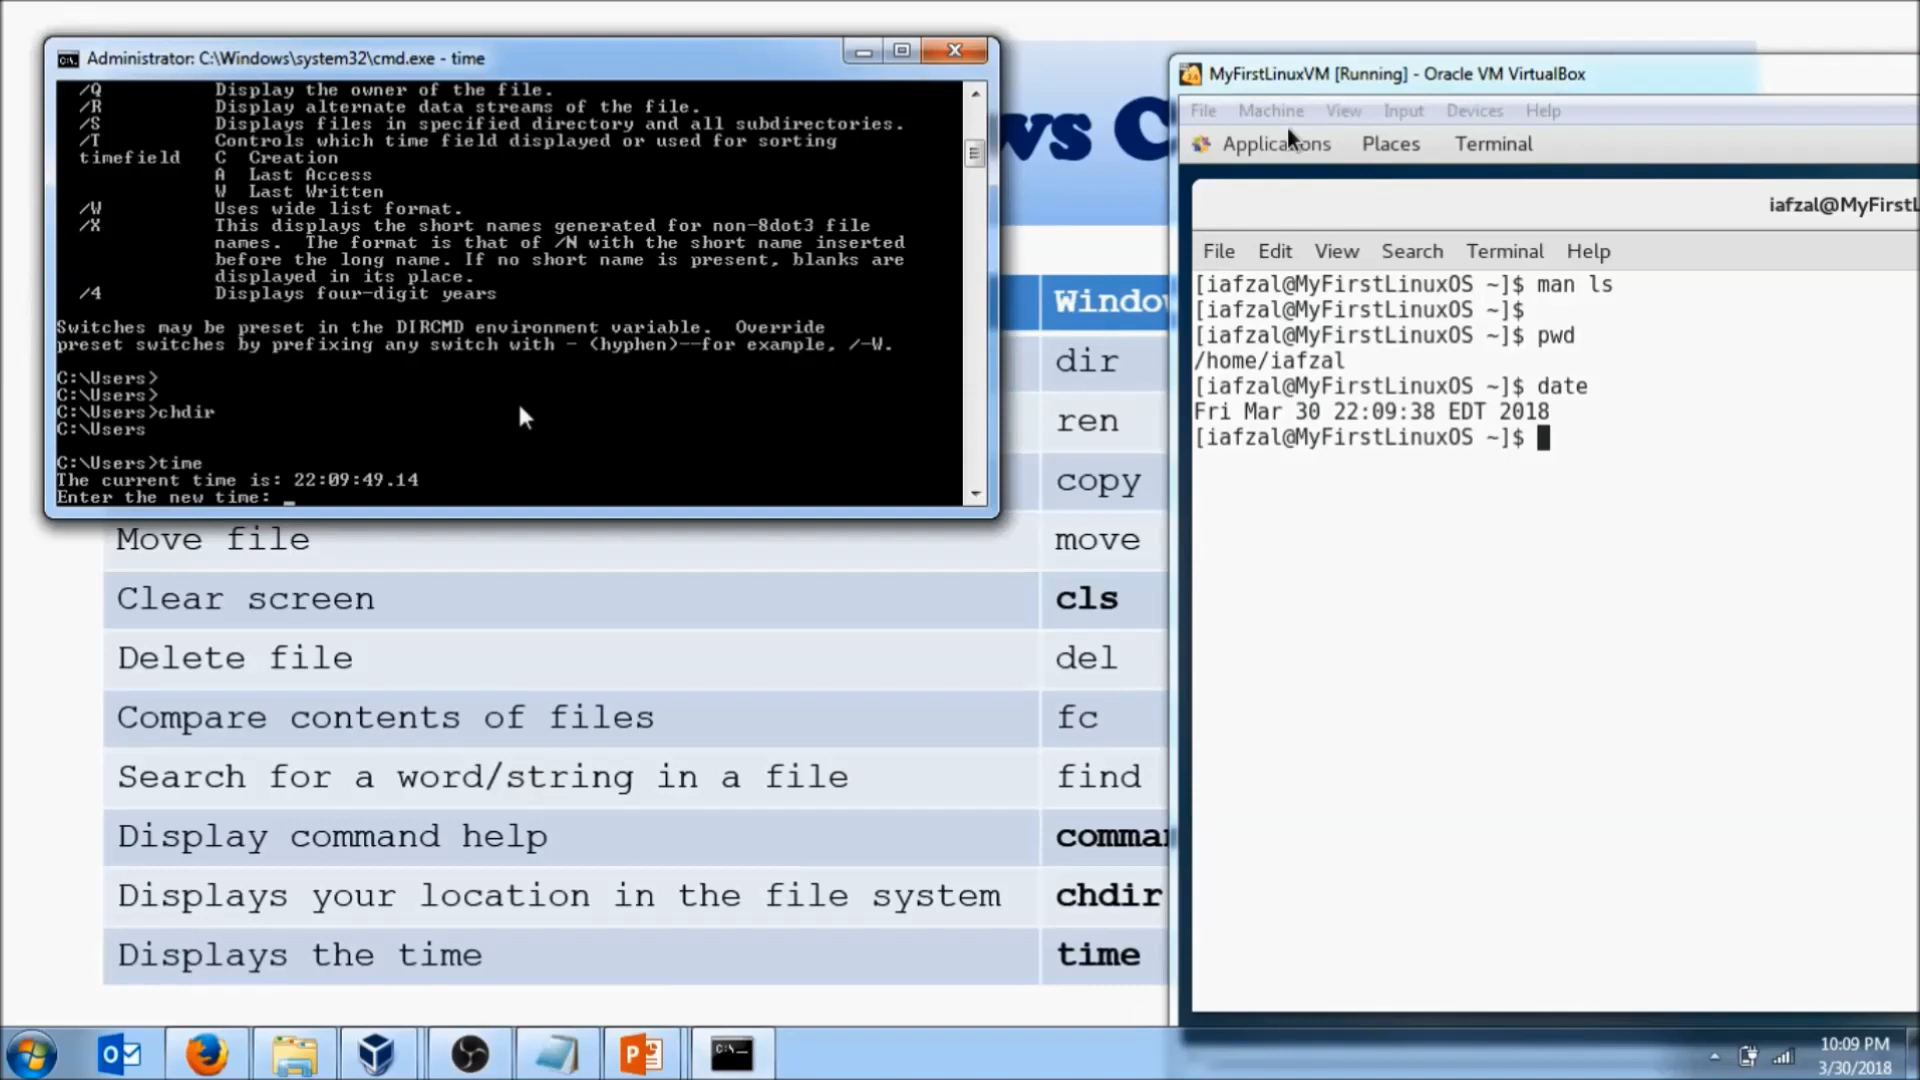 Administrator: C:\Windows\system32\cmd.exe - time
/Q Display the owner of the file.
/R Display alternate data streams of the file.
/S Displays files in specified directory and all subdirectories.
/T Controls which time field displayed or used for sorting
timefield C Creation
A Last Access
W Last Written
/W Uses wide list format.
/X This displays the short names generated for non-8dot3 file
names. The format is that of /N with the short name inserted
before the long name. If no short name is present, blanks are
displayed in its place.
/4 Displays four-digit years
Switches may be preset in the DIRCMD environment variable. Override
preset switches by prefixing any switch with - (hyphen)--for example, /-W.
C:\Users>
C:\Users>
C:\Users>chdir
C:\Users
C:\Users>time
The current time is: 22:09:49.14
Enter the new time: _
ws C
Window
dir
ren
copy
Move file move
Clear screen cls
Delete file del
Compare contents of files fc
Search for a word/string in a file find
Display command help comman
Displays your location in the file system chdir
Displays the time time
MyFirstLinuxVM [Running] - Oracle VM VirtualBox
File Machine View Input Devices Help
Applications Places Terminal
iafzal@MyFirstL
File Edit View Search Terminal Help
[iafzal@MyFirstLinuxOS ~]$ man ls
[iafzal@MyFirstLinuxOS ~]$
[iafzal@MyFirstLinuxOS ~]$ pwd
/home/iafzal
[iafzal@MyFirstLinuxOS ~]$ date
Fri Mar 30 22:09:38 EDT 2018
[iafzal@MyFirstLinuxOS ~]$
10:09 PM
3/30/2018